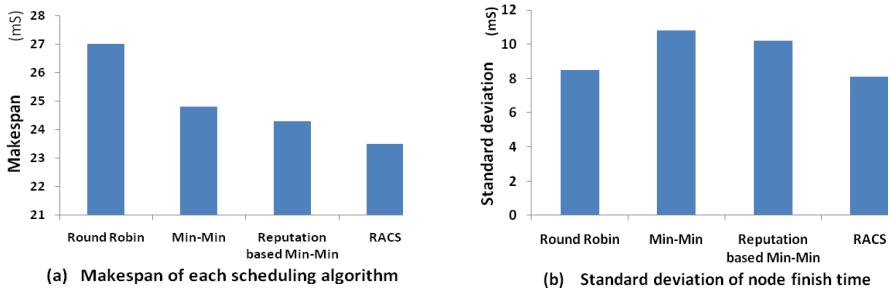 (mS)
Makespan
28
27
26
25
24
23
22
21
Round Robin
Min-Min
Reputation
based Min-Min
RACS
(a) Makespan of each scheduling algorithm
(mS)
Standard deviation
12
10
8
6
4
2
0
Round Robin
Min-Min
Reputation
based Min-Min
RACS
(b) Standard deviation of node finish time